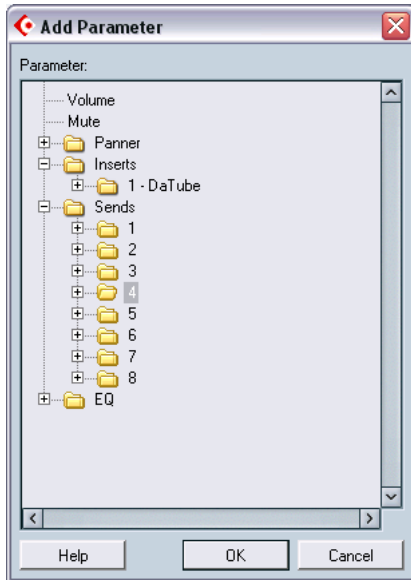 Add Parameter
Parameter:
Volume
Mute
Panner
Inserts
1 - DaTube
Sends
1
2
3
4
5
6
7
8
EQ
Help OK Cancel